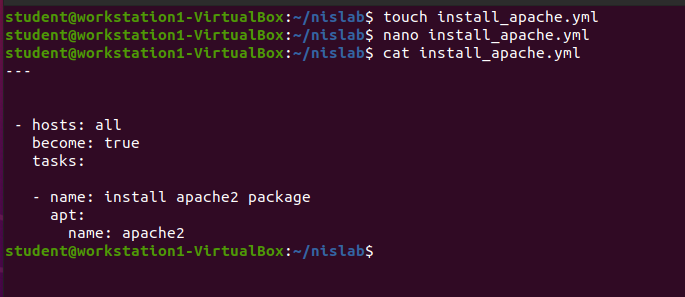 student@workstation1-VirtualBox:~/nislab$ touch install_apache.yml
student@workstation1-VirtualBox:~/nislab$ nano install_apache.yml
student@workstation1-VirtualBox:~/nislab$ cat install_apache.yml
---
- hosts: all
become: true
tasks:
- name: install apache2 package
apt:
name: apache2
student@workstation1-VirtualBox:~/nislab$